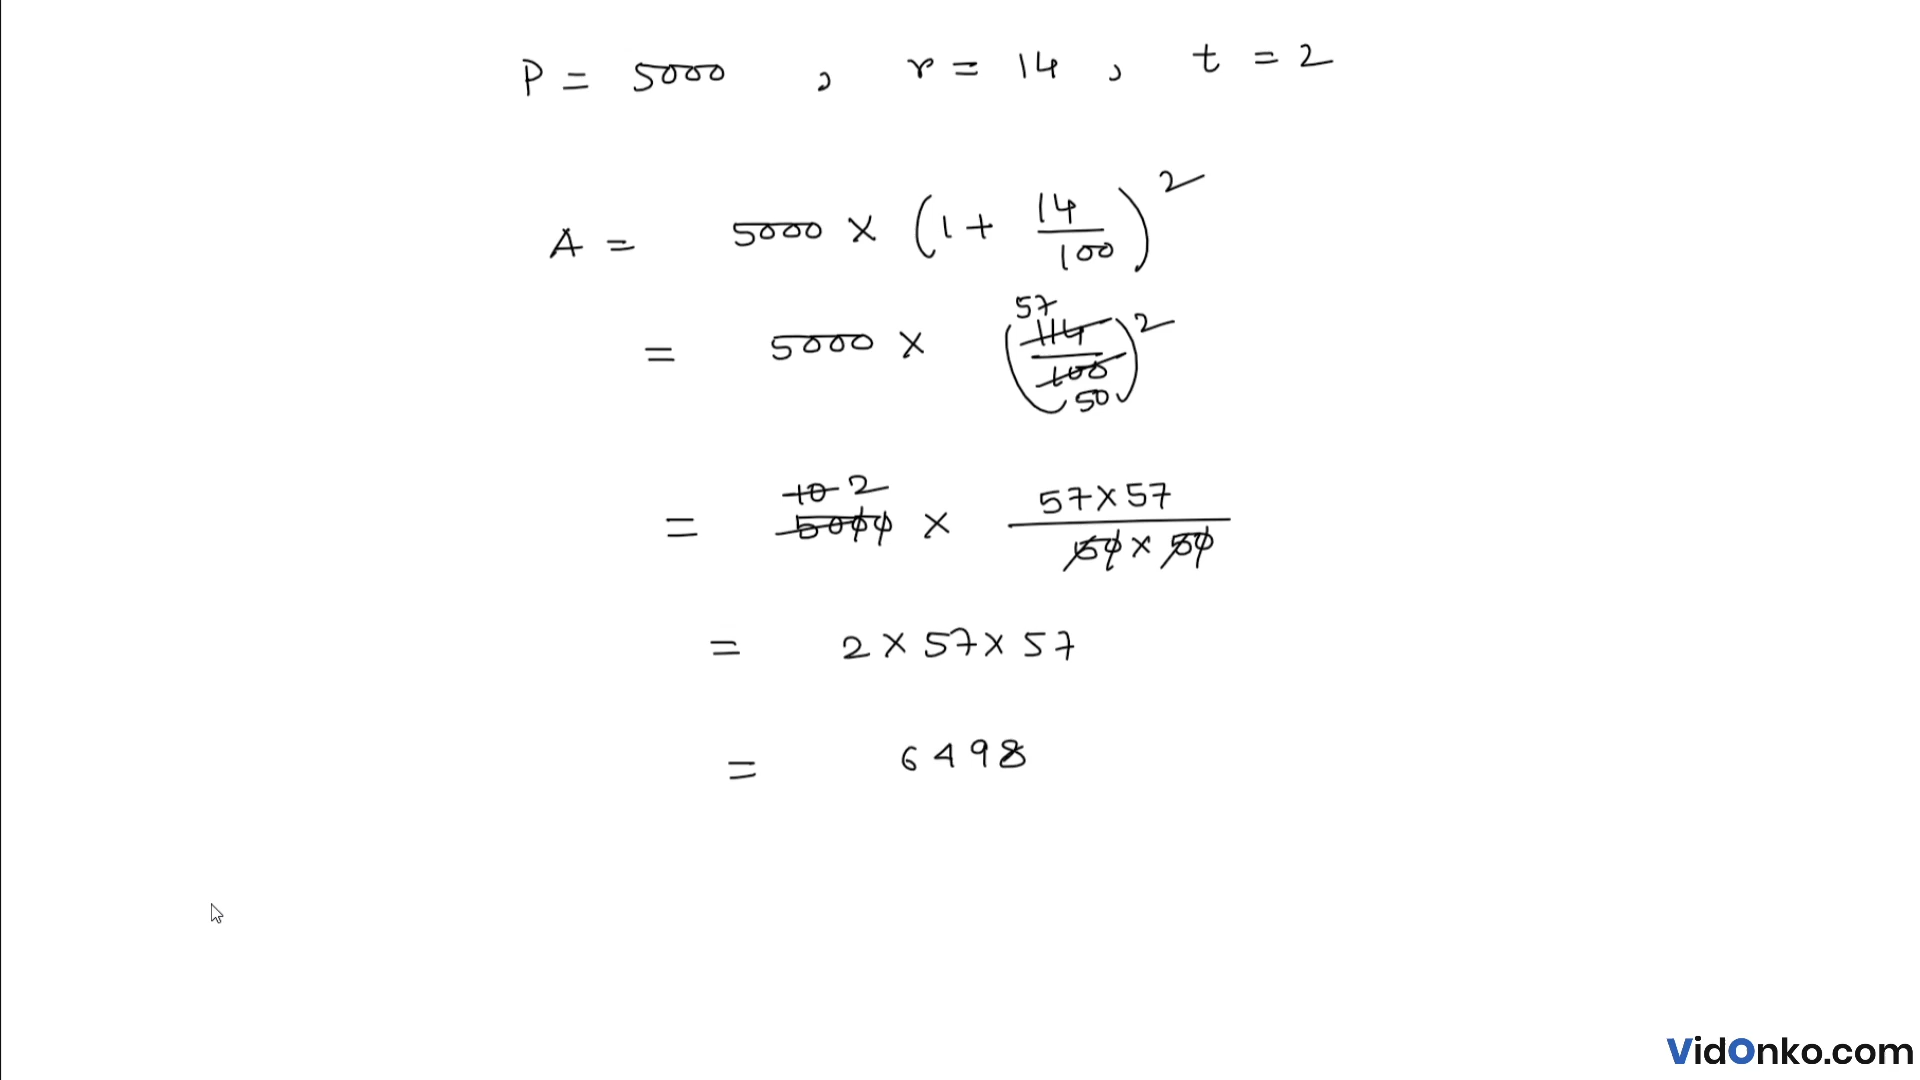 P = 5000 , r = 14 , t = 2
A = 5000 × (1 + 14/100)^2
= 5000 × (114/100)^2 57 50
= 5000 × 57×57/50×50 10 2
= 2 × 57 × 57
= 6498
VidOnko.com